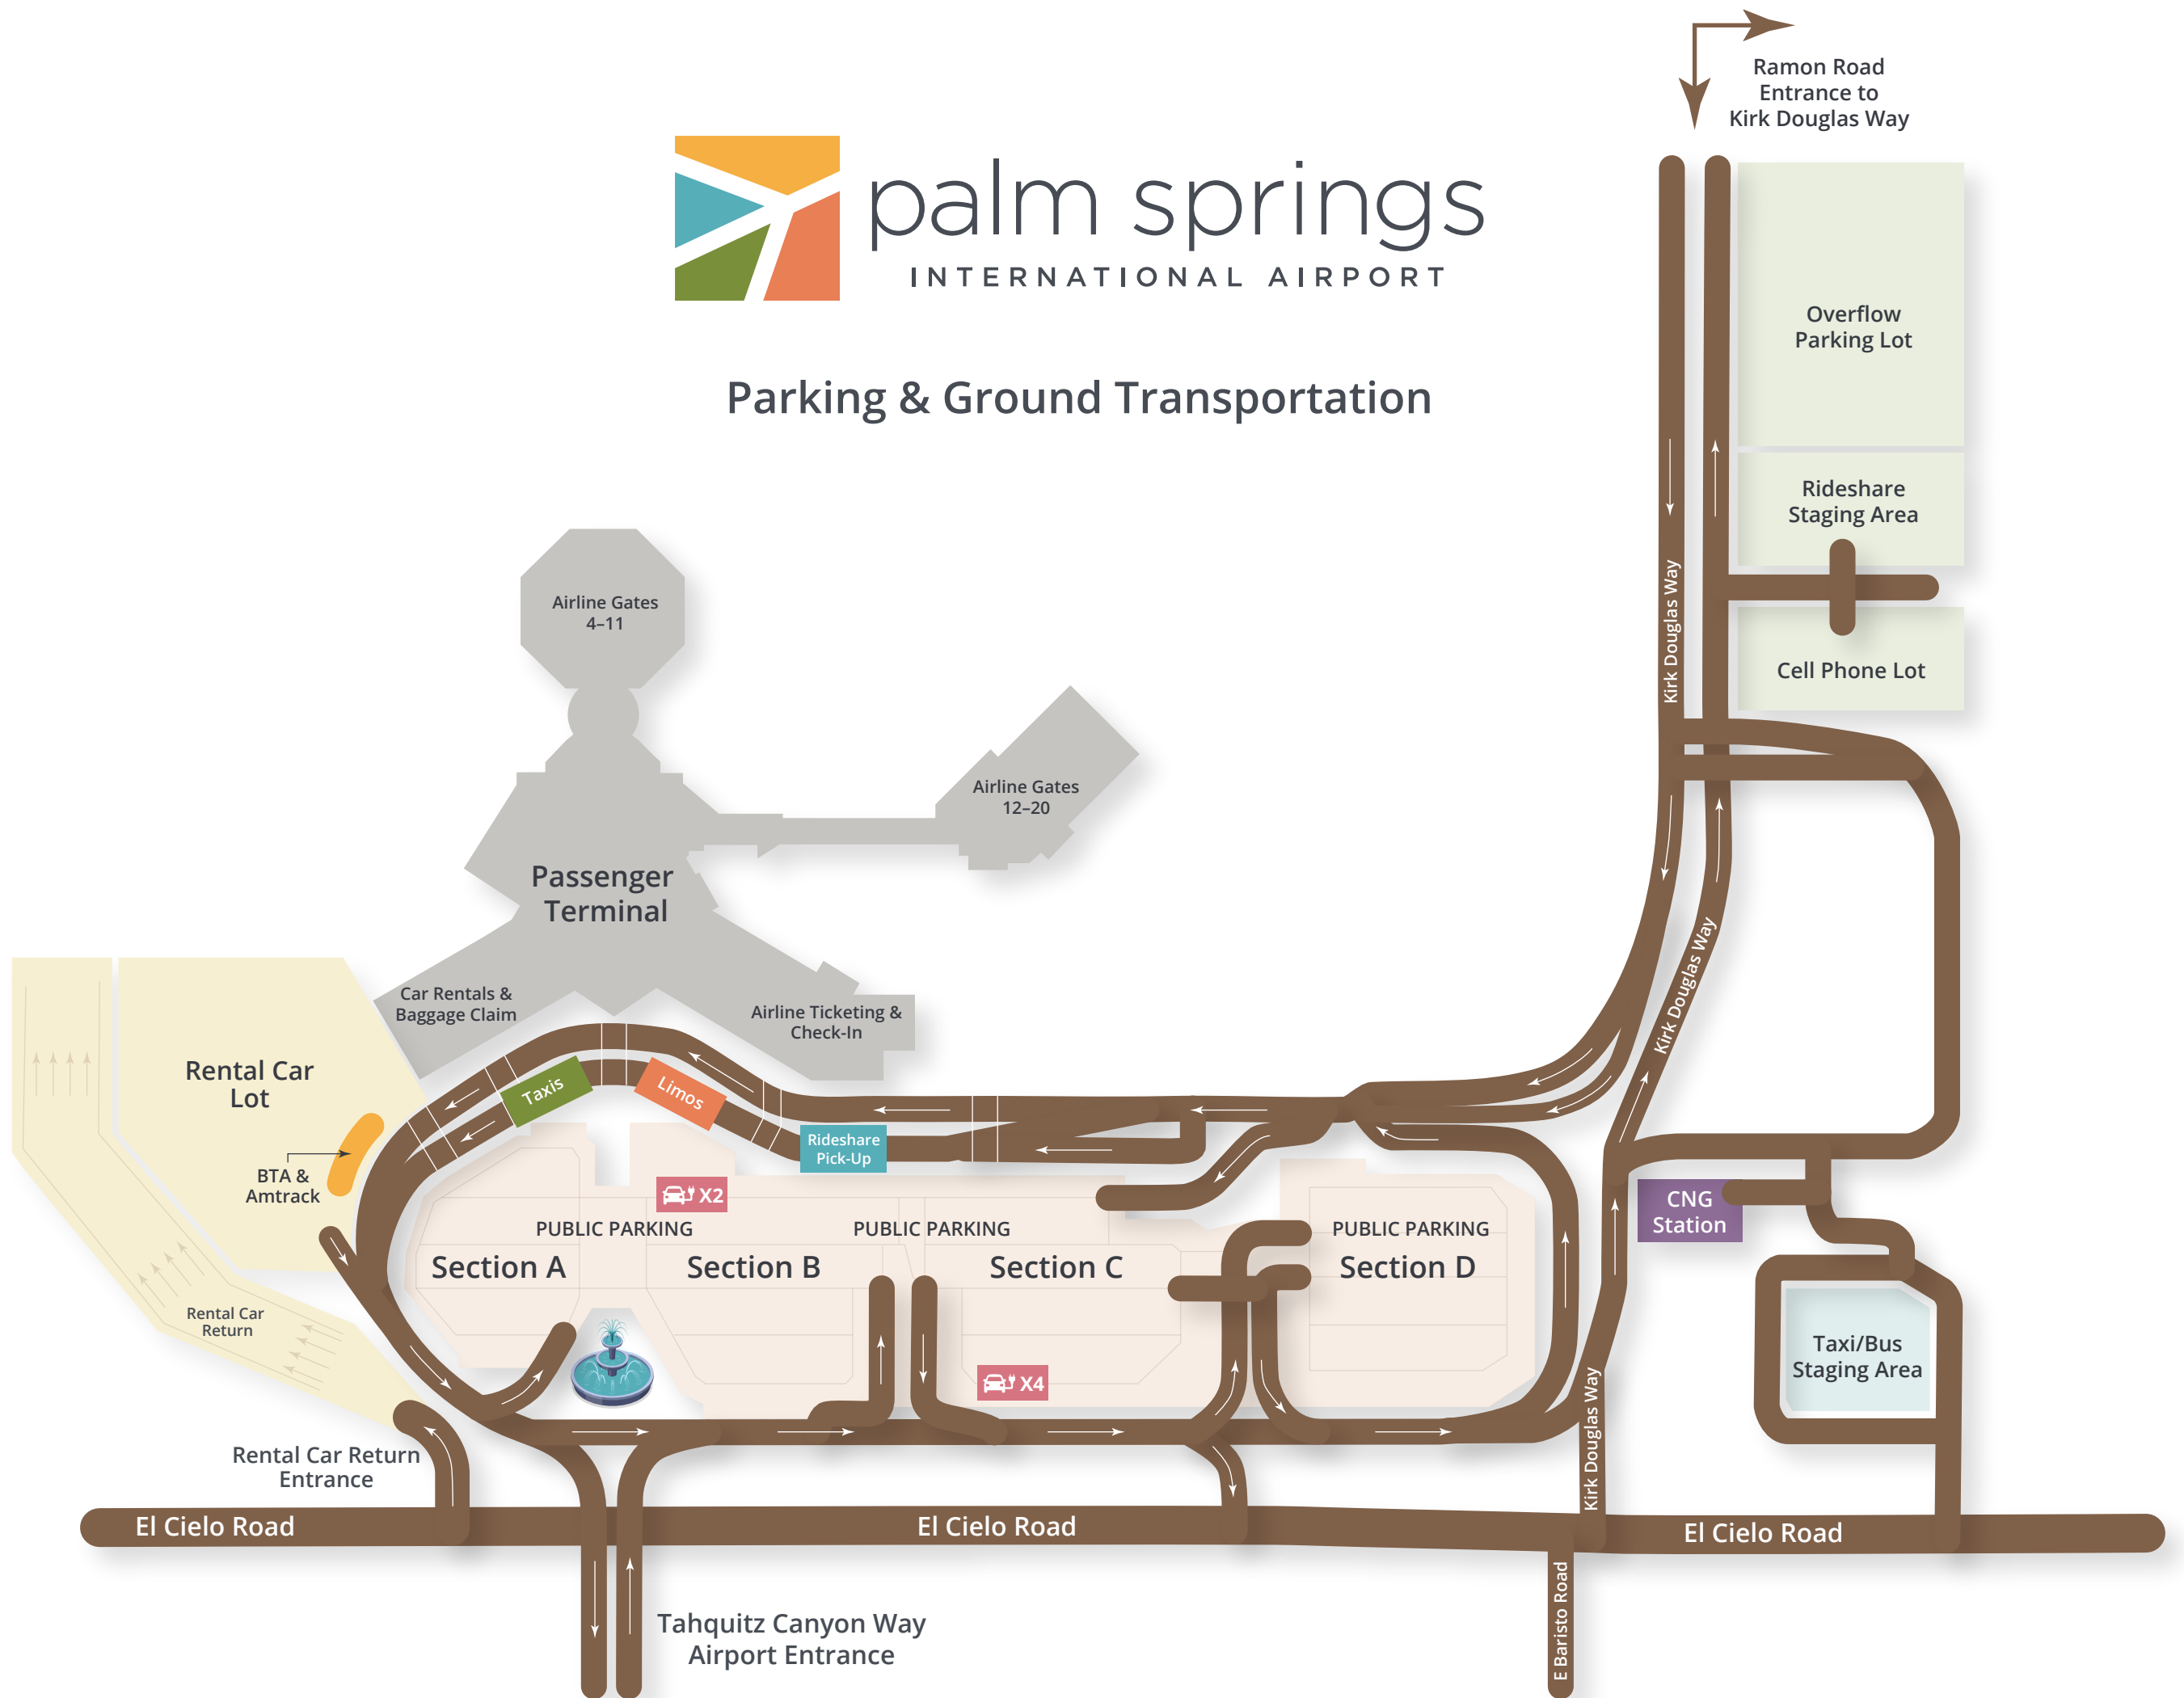 Ramon Road
Entrance to
Kirk Douglas Way
palm springs
INTERNATIONAL AIRPORT
Parking & Ground Transportation
Overflow
Parking Lot
Rideshare
Staging Area
Cell Phone Lot
Kirk Douglas Way
Airline Gates
4–11
Airline Gates
12–20
Passenger
Terminal
Car Rentals &
Baggage Claim
Airline Ticketing &
Check-In
Kirk Douglas Way
Rental Car
Lot
Taxis
Limos
Rideshare
Pick-Up
BTA &
Amtrack
X2
PUBLIC PARKING
PUBLIC PARKING
PUBLIC PARKING
Section A
Section B
Section C
Section D
CNG
Station
Rental Car
Return
X4
Taxi/Bus
Staging Area
Kirk Douglas Way
Rental Car Return
Entrance
El Cielo Road
El Cielo Road
El Cielo Road
E Baristo Road
Tahquitz Canyon Way
Airport Entrance